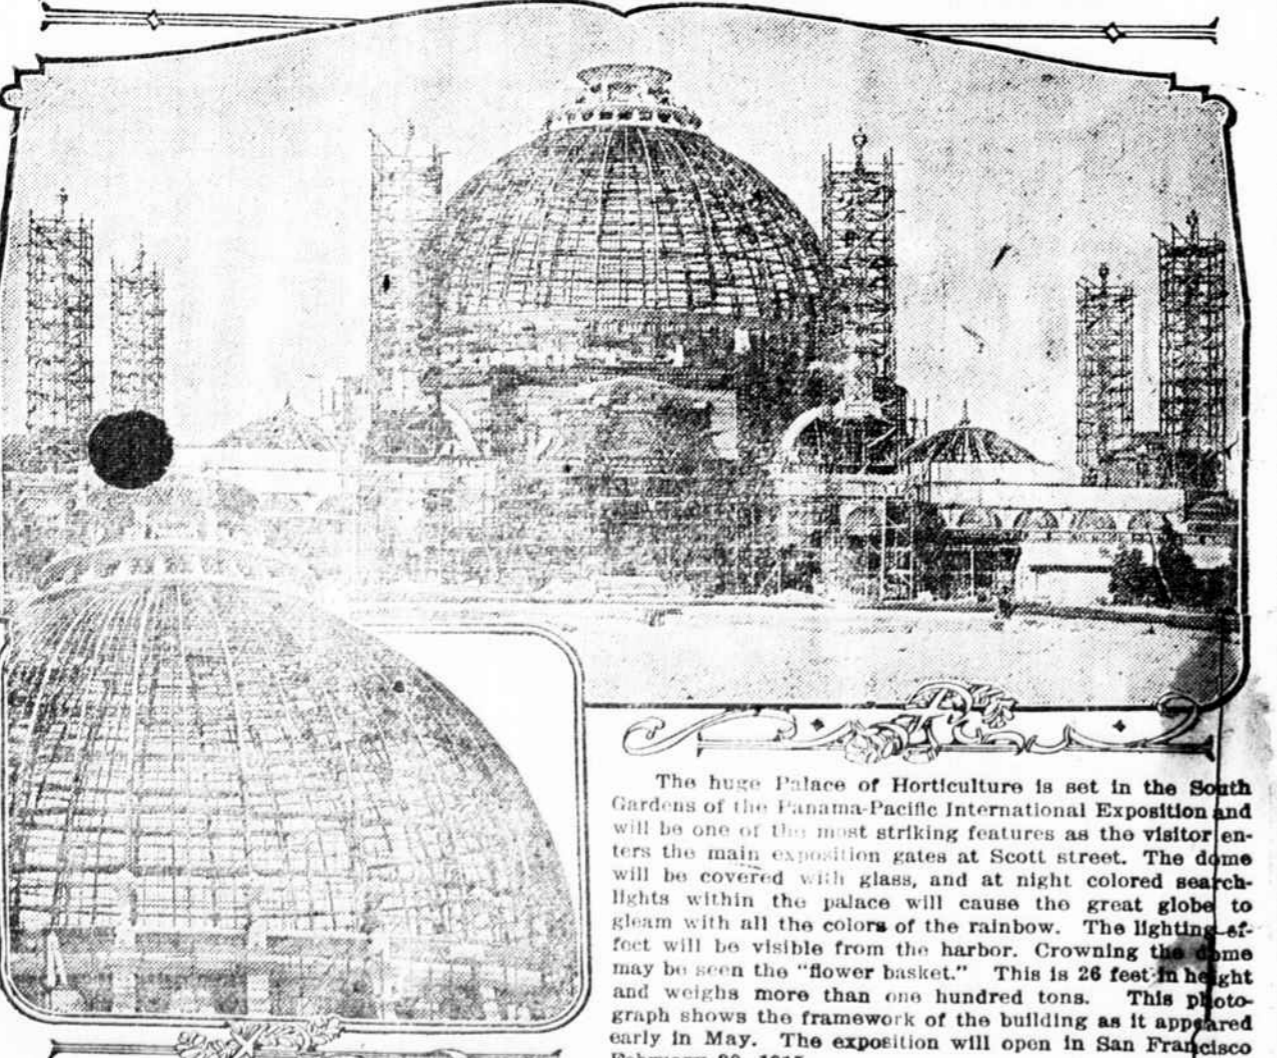 The huge Palace of Horticulture is set in the South
Gardens of the Panama-Pacific International Exposition and
will be one of the most striking features as the visitor en-
ters the main exposition gates at Scott street. The dome
will be covered with glass, and at night colored search-
lights within the palace will cause the great globe to
gleam with all the colors of the rainbow. The lighting ef-
fect will be visible from the harbor. Crowning the dome
may be seen the "flower basket." This is 26 feet in height
and weighs more than one hundred tons. This photo-
graph shows the framework of the building as it appeared
early in May. The exposition will open in San Francisco